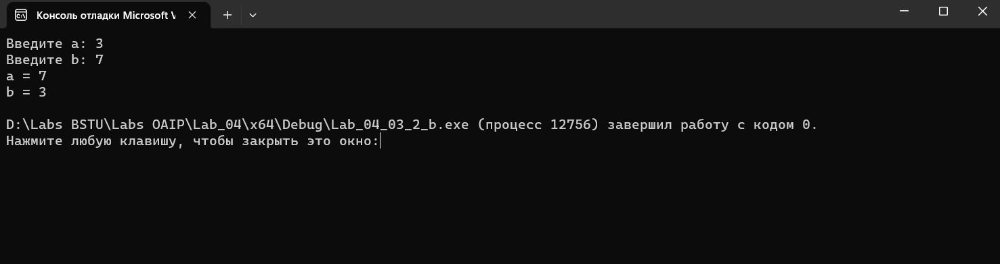 Консоль отладки Microsoft V
Введите a: 3
Введите b: 7
a = 7
b = 3
D:\Labs BSTU\Labs OAIP\Lab_04\x64\Debug\Lab_04_03_2_b.exe (процесс 12756) завершил работу с кодом 0.
Нажмите любую клавишу, чтобы закрыть это окно: